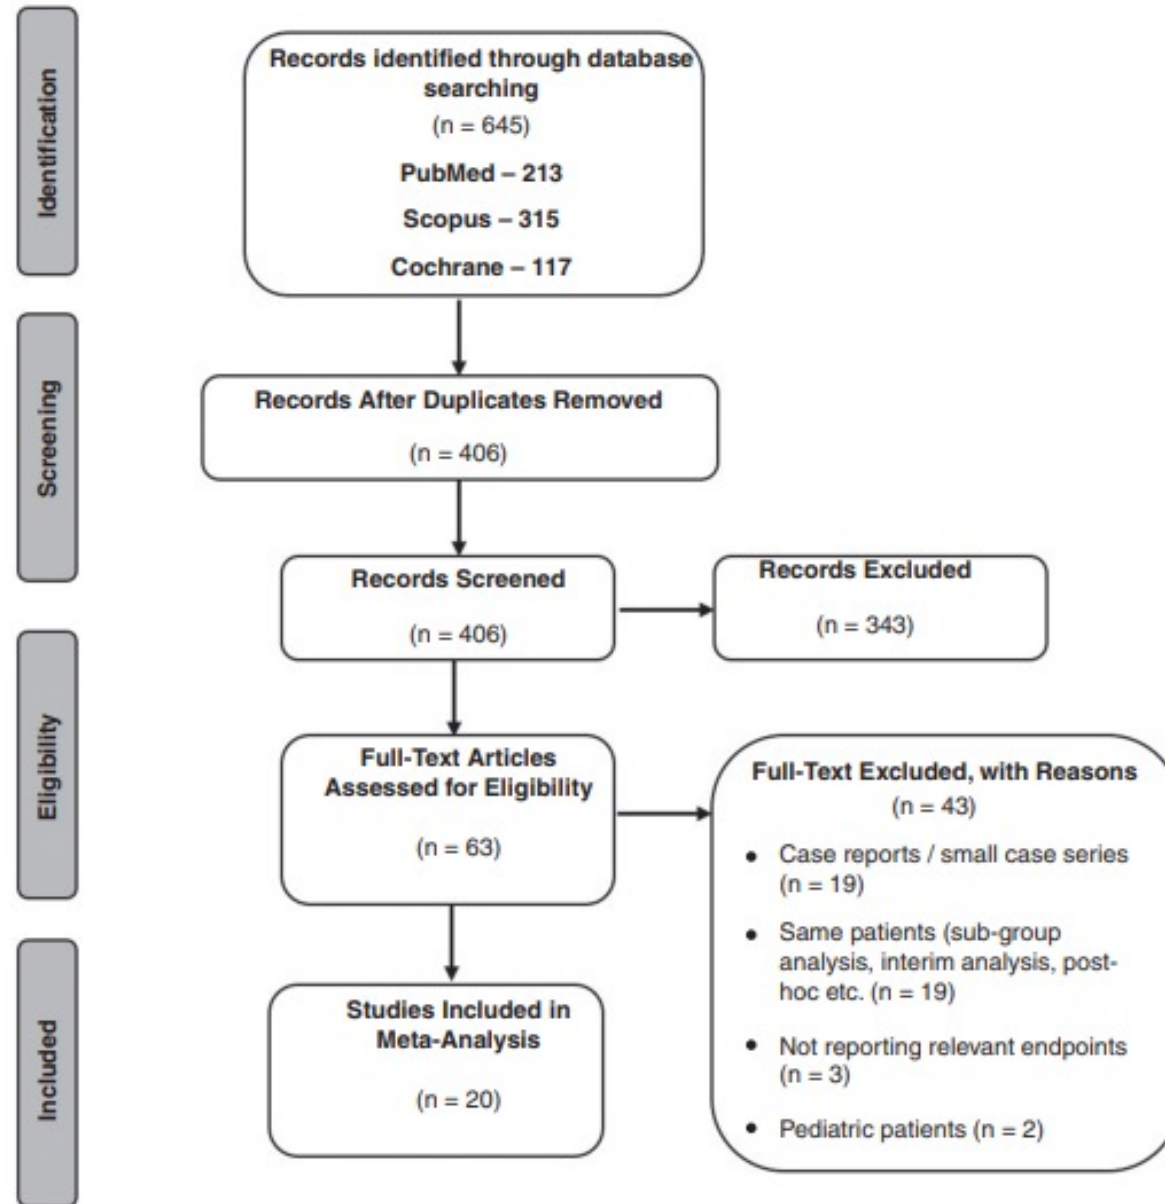 Identification
Records identified through database
searching
(n = 645)
PubMed – 213
Scopus – 315
Cochrane – 117
Screening
Records After Duplicates Removed
(n = 406)
Records Screened
(n = 406)
Records Excluded
(n = 343)
Eligibility
Full-Text Articles
Assessed for Eligibility
(n = 63)
Full-Text Excluded, with Reasons
(n = 43)
• Case reports / small case series
(n = 19)
• Same patients (sub-group
analysis, interim analysis, post-
hoc etc. (n = 19)
• Not reporting relevant endpoints
(n = 3)
• Pediatric patients (n = 2)
Included
Studies Included in
Meta-Analysis
(n = 20)